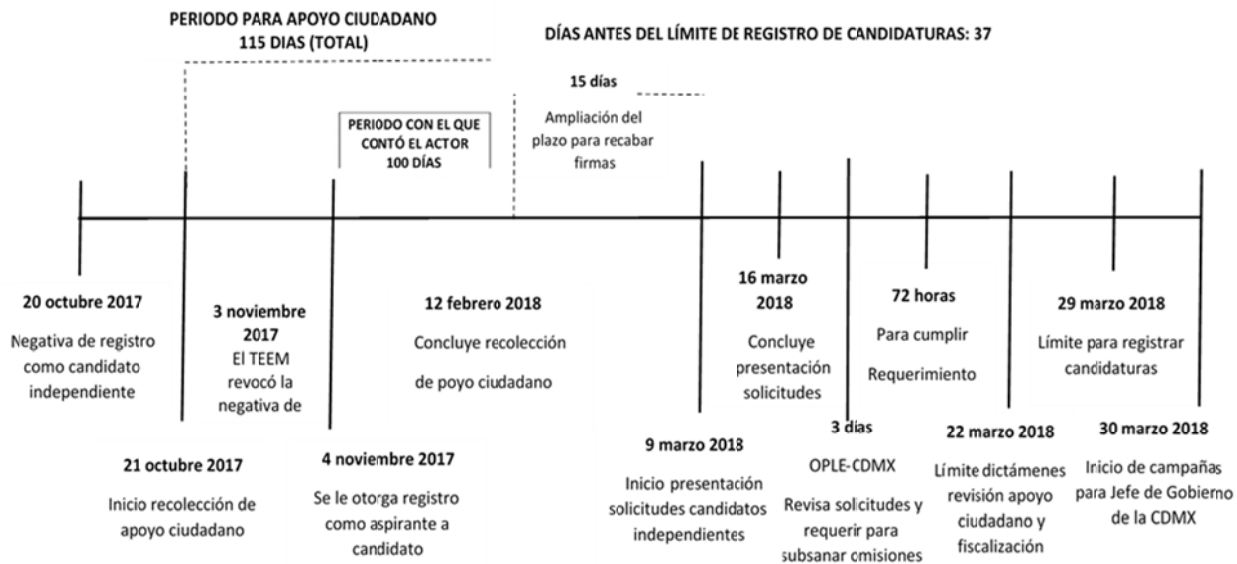 PERIODO PARA APOYO CIUDADANO
115 DIAS (TOTAL)
DÍAS ANTES DEL LÍMITE DE REGISTRO DE CANDIDATURAS: 37
15 días
Ampliación del
plazo para recabar
firmas
PERIODO CON EL QUE
CONTÓ EL ACTOR
100 DÍAS
20 octubre 2017
Negativa de registro
como candidato
independiente
3 noviembre
2017
El TEEM
revocó la
negativa de
12 febrero 2018
Concluye recolección
de poyo ciudadano
16 marzo
2018
Concluye
presentación
solicitudes
72 horas
Para cumplir
Requerimiento
29 marzo 2018
Límite para registrar
candidaturas
21 octubre 2017
Inicio recolección de
apoyo ciudadano
4 noviembre 2017
Se le otorga registro
como aspirante a
candidato
9 marzo 2018
Inicio presentación
solicitudes candidatos
independientes
3 días
OPLE-CDMX
Revisa solicitudes y
requerir para
subsanar omisiones
22 marzo 2018
Límite dictámenes
revisión apoyo
ciudadano y
fiscalización
30 marzo 2018
Inicio de campañas
para Jefe de Gobierno
de la CDMX